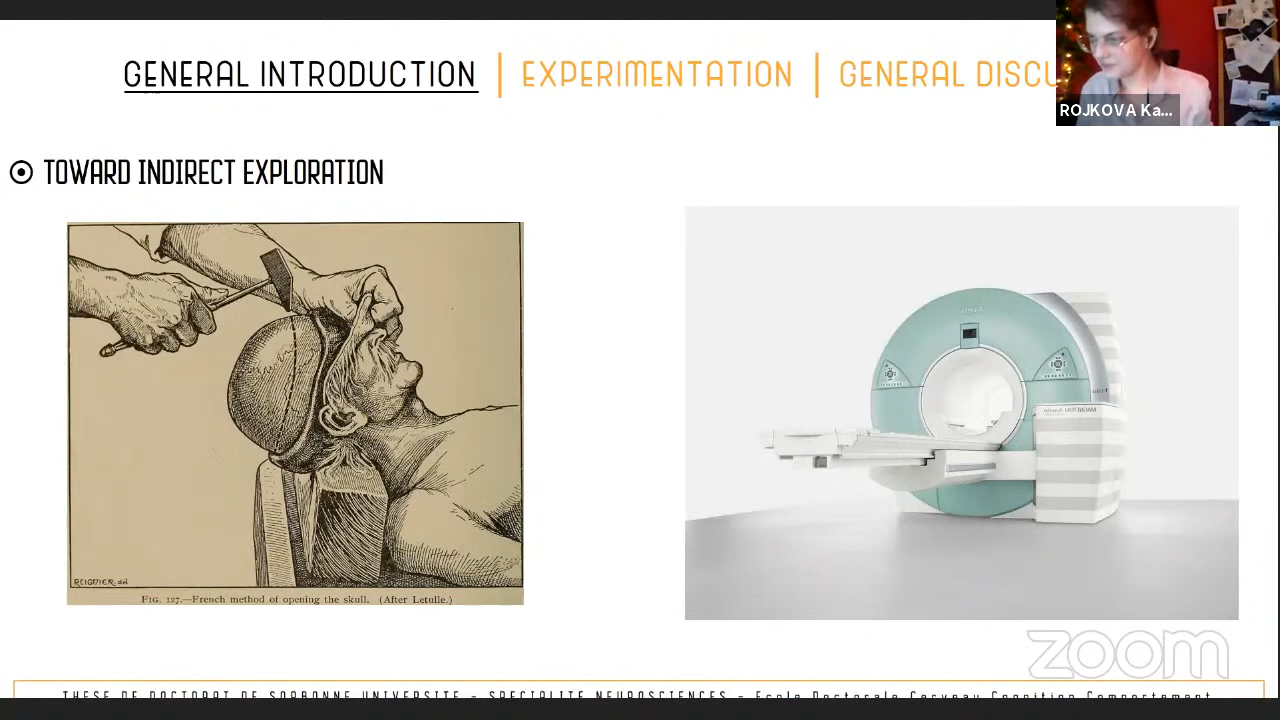 GENERAL INTRODUCTION | EXPERIMENTATION | GENERAL DISCU
ROJKOVA Ka...
TOWARD INDIRECT EXPLORATION
REIGNIER. del
FIG. 127.—French method of opening the skull. (After Letulle.)
zoom
THESE DE DOCTORAT DE SORBONNE UNIVERSITE - SPECIALITE NEUROSCIENCES - Ecole Doctorale Cerveau Cognition Comportement